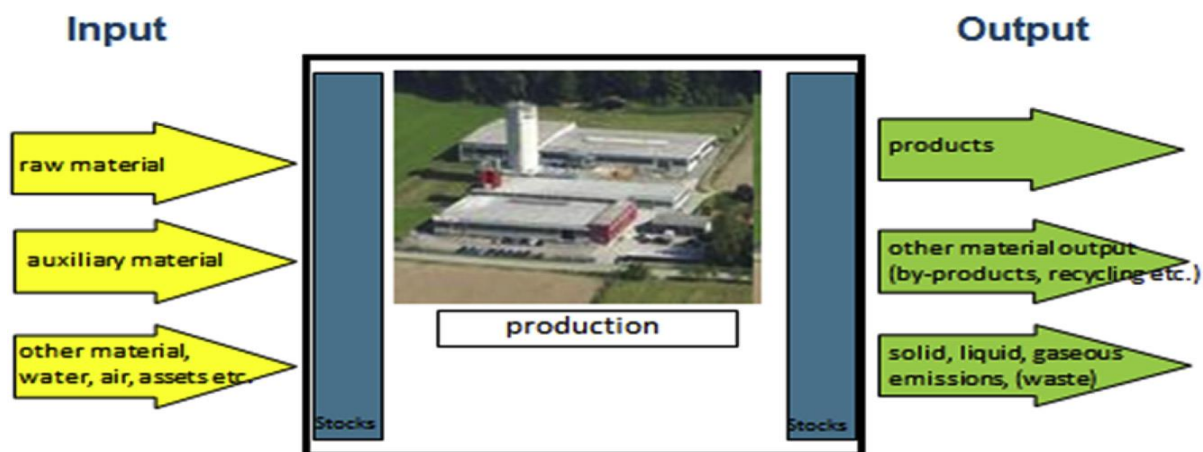 Input
Output
raw material
auxiliary material
other material,
water, air, assets etc.
Stocks
production
Stocks
products
other material output
(by-products, recycling etc.)
solid, liquid, gaseous
emissions, (waste)